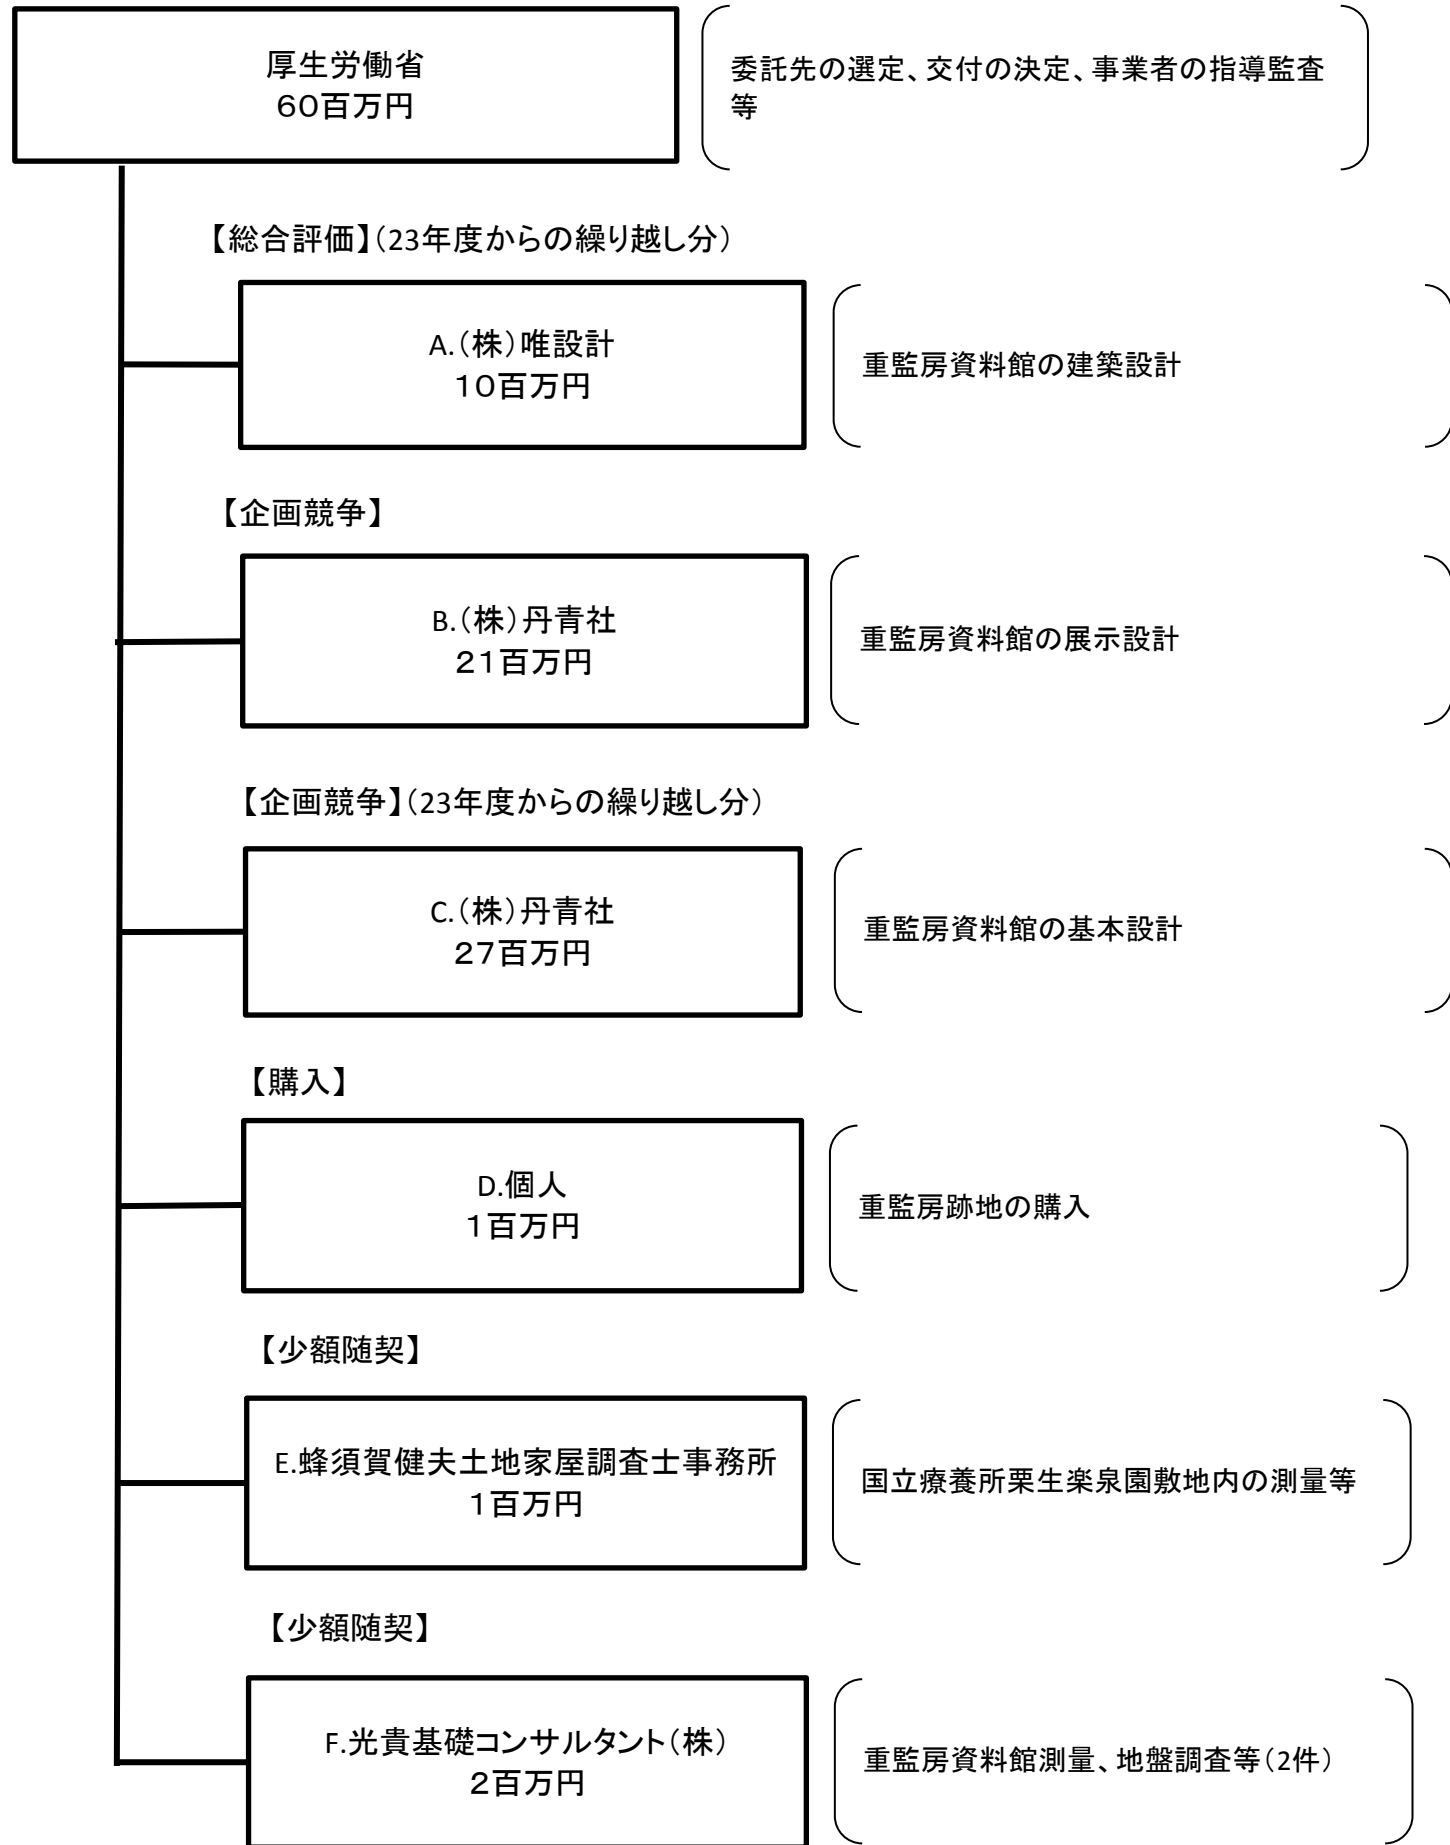 厚生労働省
60百万円
委託先の選定、交付の決定、事業者の指導監査
等
【総合評価】（23年度からの繰り越し分）
A.（株）唯設計
10百万円
重監房資料館の建築設計
【企画競争】
B.（株）丹青社
21百万円
重監房資料館の展示設計
【企画競争】（23年度からの繰り越し分）
C.（株）丹青社
27百万円
重監房資料館の基本設計
【購入】
D.個人
1百万円
重監房跡地の購入
【少額随契】
E.蜂須賀健夫土地家屋調査士事務所
1百万円
国立療養所栗生楽泉園敷地内の測量等
【少額随契】
F.光貴基礎コンサルタント（株）
2百万円
重監房資料館測量、地盤調査等（2件）